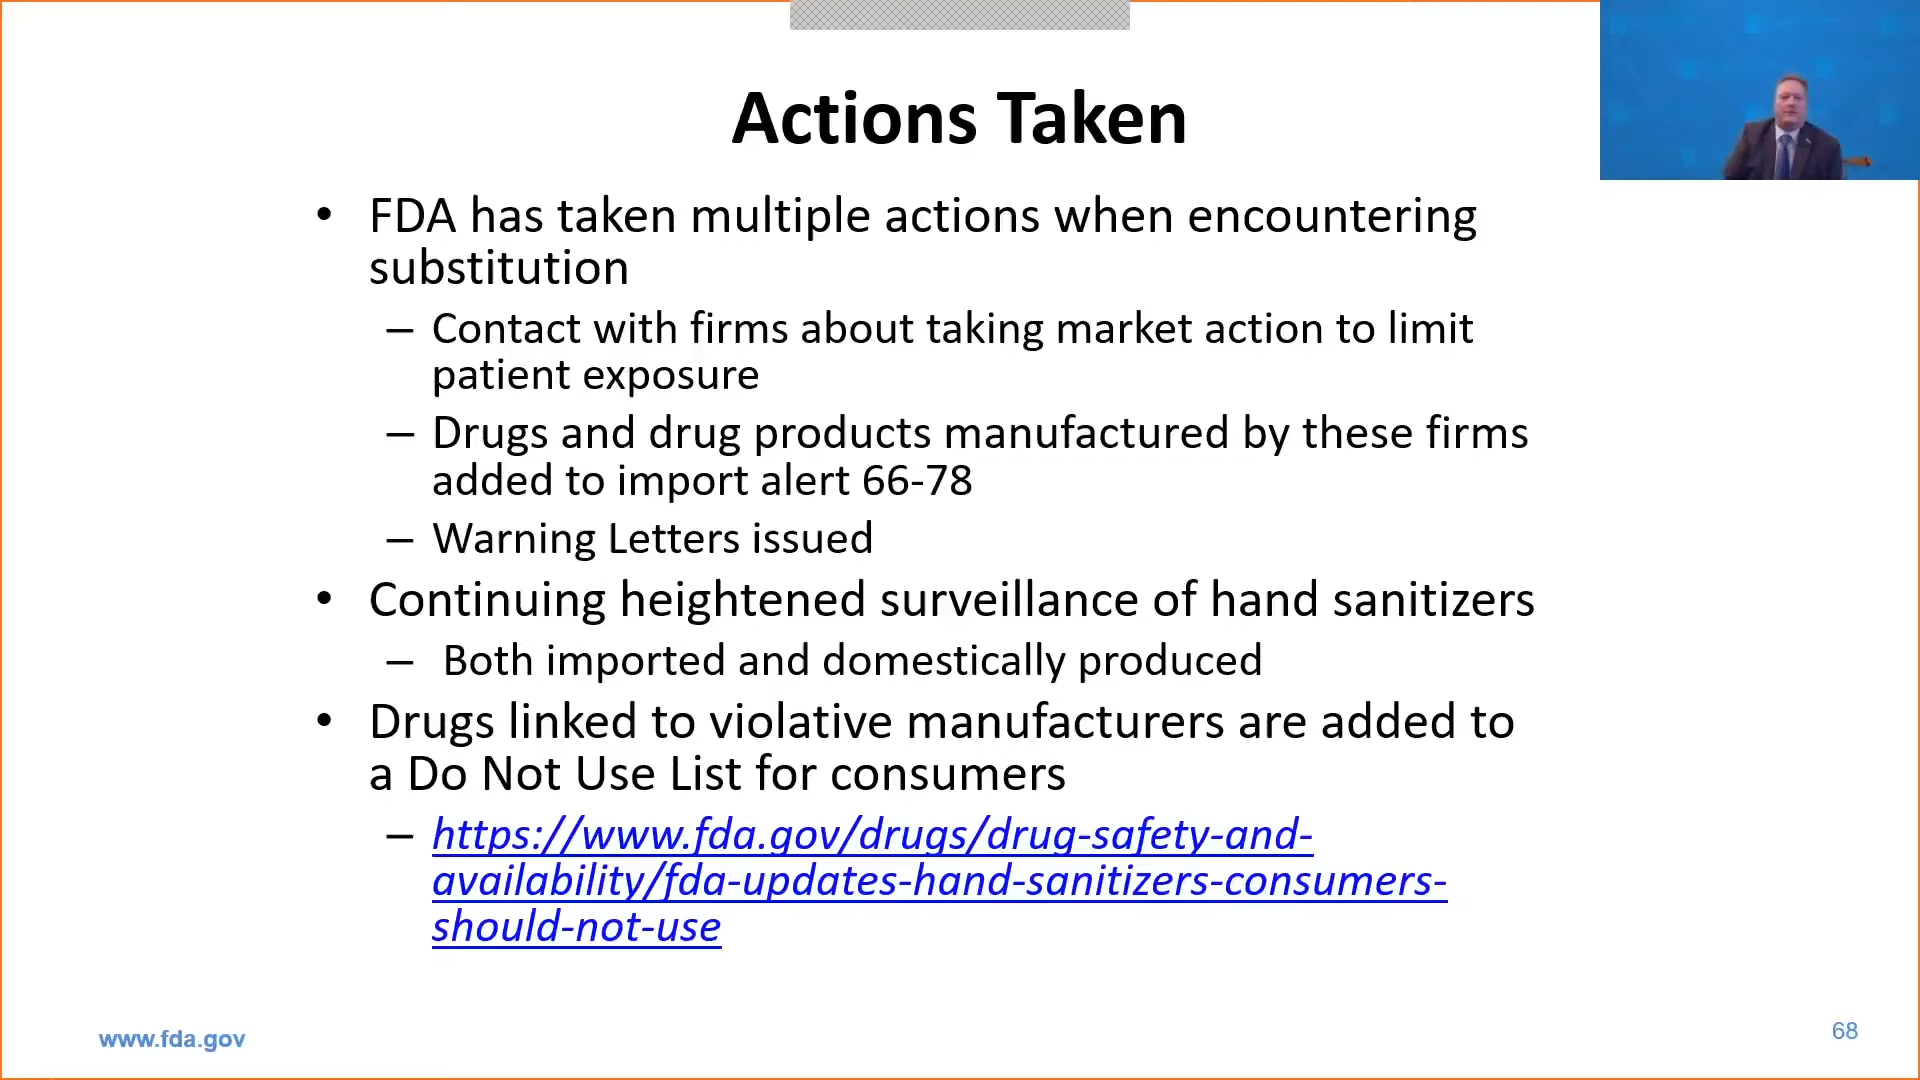 Actions Taken
• FDA has taken multiple actions when encountering
substitution
– Contact with firms about taking market action to limit
patient exposure
– Drugs and drug products manufactured by these firms
added to import alert 66-78
– Warning Letters issued
• Continuing heightened surveillance of hand sanitizers
– Both imported and domestically produced
• Drugs linked to violative manufacturers are added to
a Do Not Use List for consumers
– https://www.fda.gov/drugs/drug-safety-and-
availability/fda-updates-hand-sanitizers-consumers-
should-not-use
www.fda.gov
68